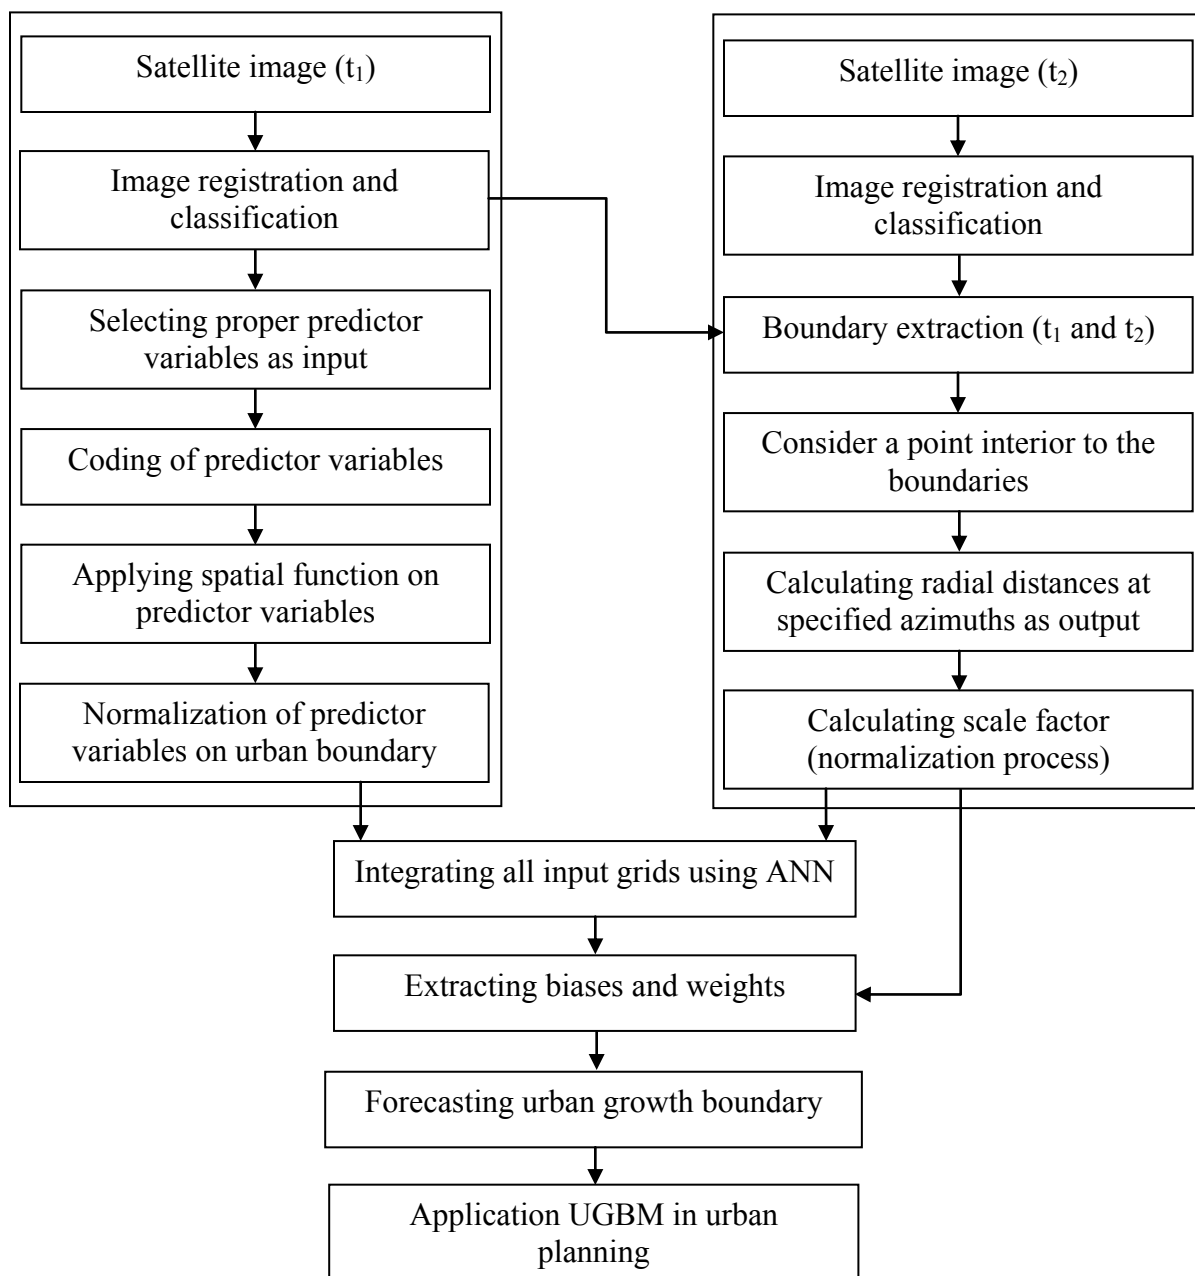 Satellite image (t₁)
Image registration and
classification
Selecting proper predictor
variables as input
Coding of predictor variables
Applying spatial function on
predictor variables
Normalization of predictor
variables on urban boundary
Satellite image (t₂)
Image registration and
classification
Boundary extraction (t₁ and t₂)
Consider a point interior to the
boundaries
Calculating radial distances at
specified azimuths as output
Calculating scale factor
(normalization process)
Integrating all input grids using ANN
Extracting biases and weights
Forecasting urban growth boundary
Application UGBM in urban
planning